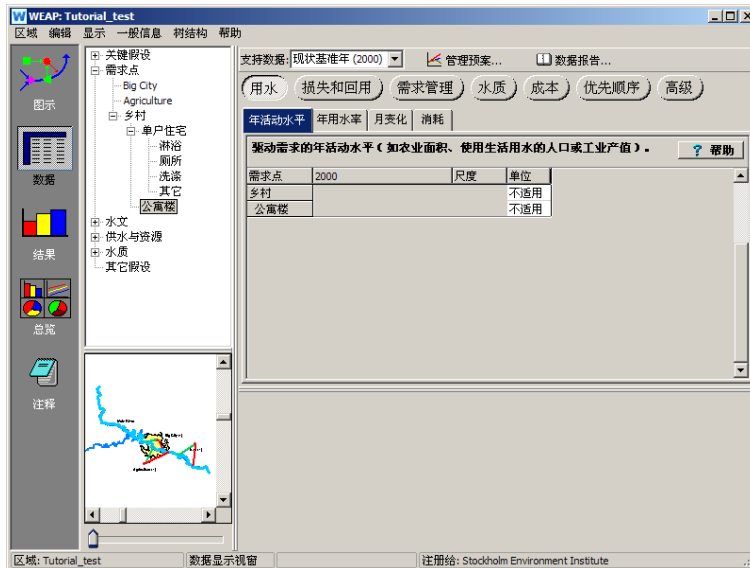 WEAP: Tutorial_test
区域 编辑 显示 一般信息 树结构 帮助
图示
数据
结果
总览
注释
关键假设
需求点
Big City
Agriculture
乡村
单户住宅
淋浴
厕所
洗涤
其它
公寓楼
水文
供水与资源
水质
其它假设
支持数据: 现状基准年 (2000) 管理预案... 数据报告...
用水 损失和回用 需求管理 水质 成本 优先顺序 高级
年活动水平 年用水率 月变化 消耗
驱动需求的年活动水平（如农业面积、使用生活用水的人口或工业产值）. ? 帮助
需求点 2000 尺度 单位
乡村 不适用
公寓楼 不适用
区域: Tutorial_test 数据显示视窗 注册给: Stockholm Environment Institute